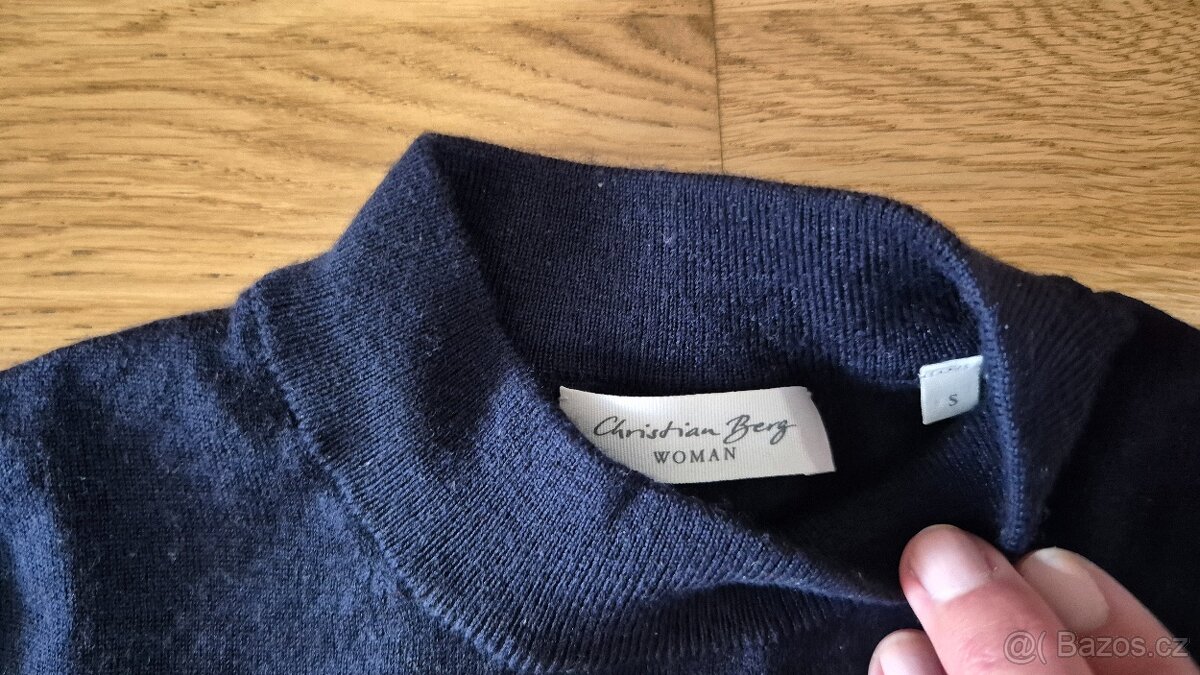 Christian Berg
WOMAN
S
@( Bazos.cz